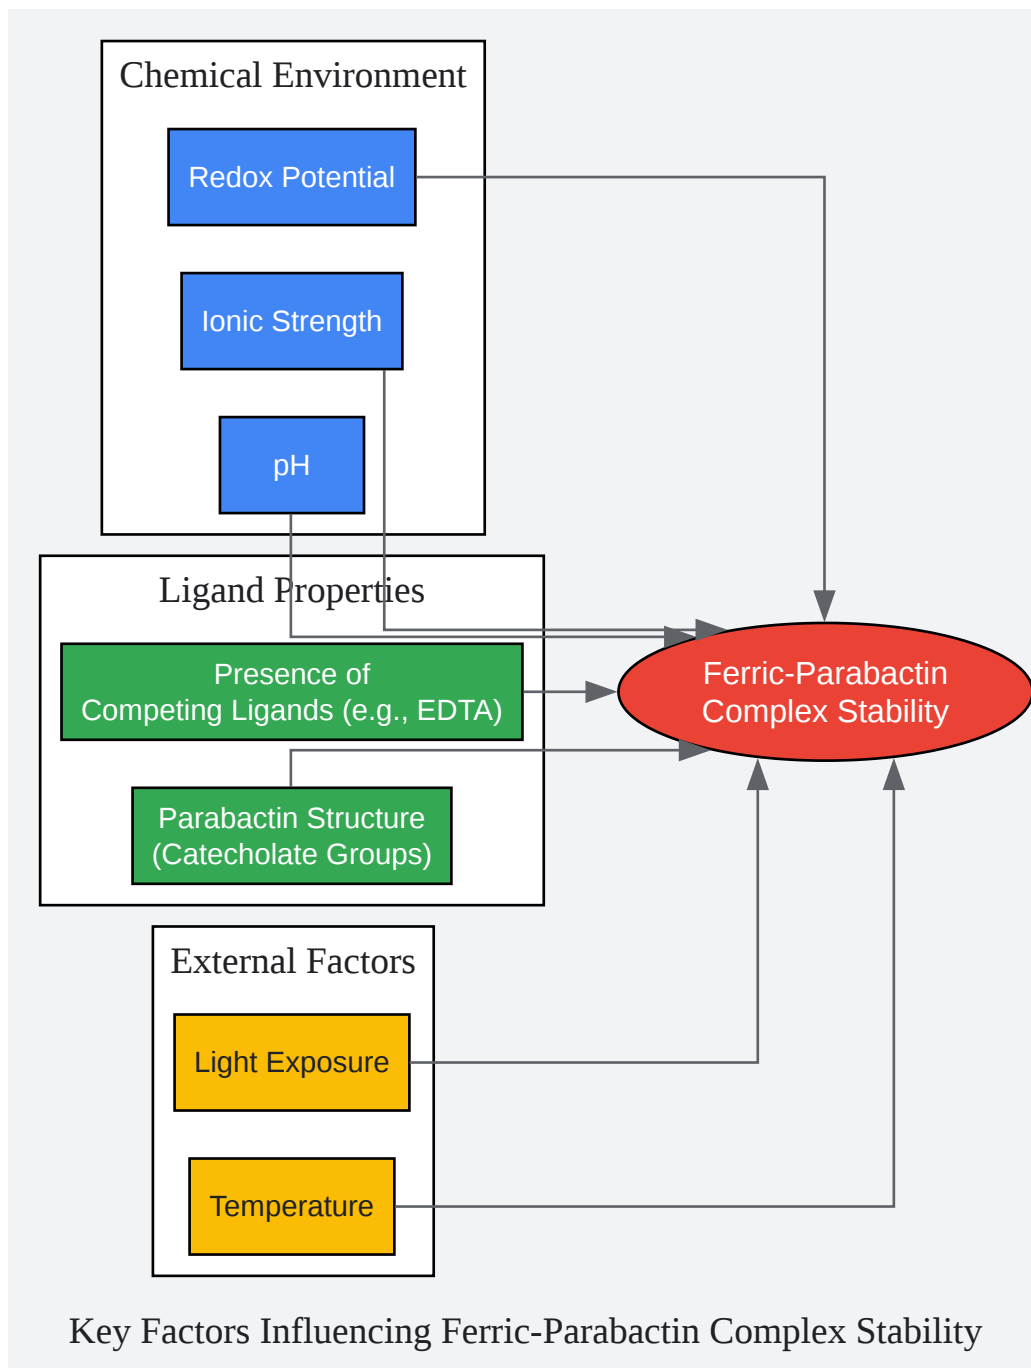 Chemical Environment
Redox Potential
Ionic Strength
pH
Ligand Properties
Presence of
Competing Ligands (e.g., EDTA)
Parabactin Structure
(Catecholate Groups)
External Factors
Light Exposure
Temperature
Ferric-Parabactin
Complex Stability
Key Factors Influencing Ferric-Parabactin Complex Stability